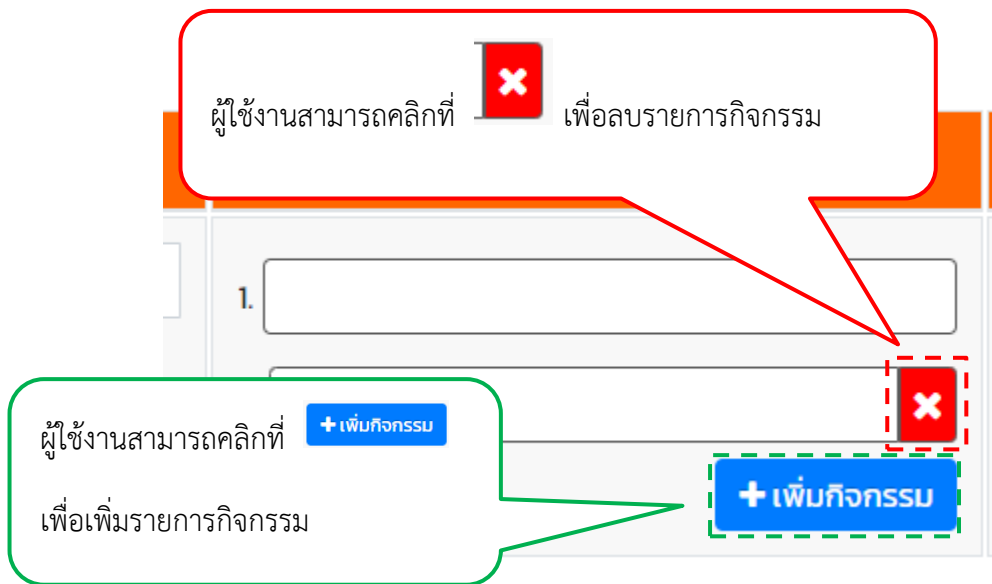 ผู้ใช้งานสามารถคลิกที่ เพื่อลบรายการกิจกรรม
1.
ผู้ใช้งานสามารถคลิกที่ +เพิ่มกิจกรรม
เพื่อเพิ่มรายการกิจกรรม
+เพิ่มกิจกรรม